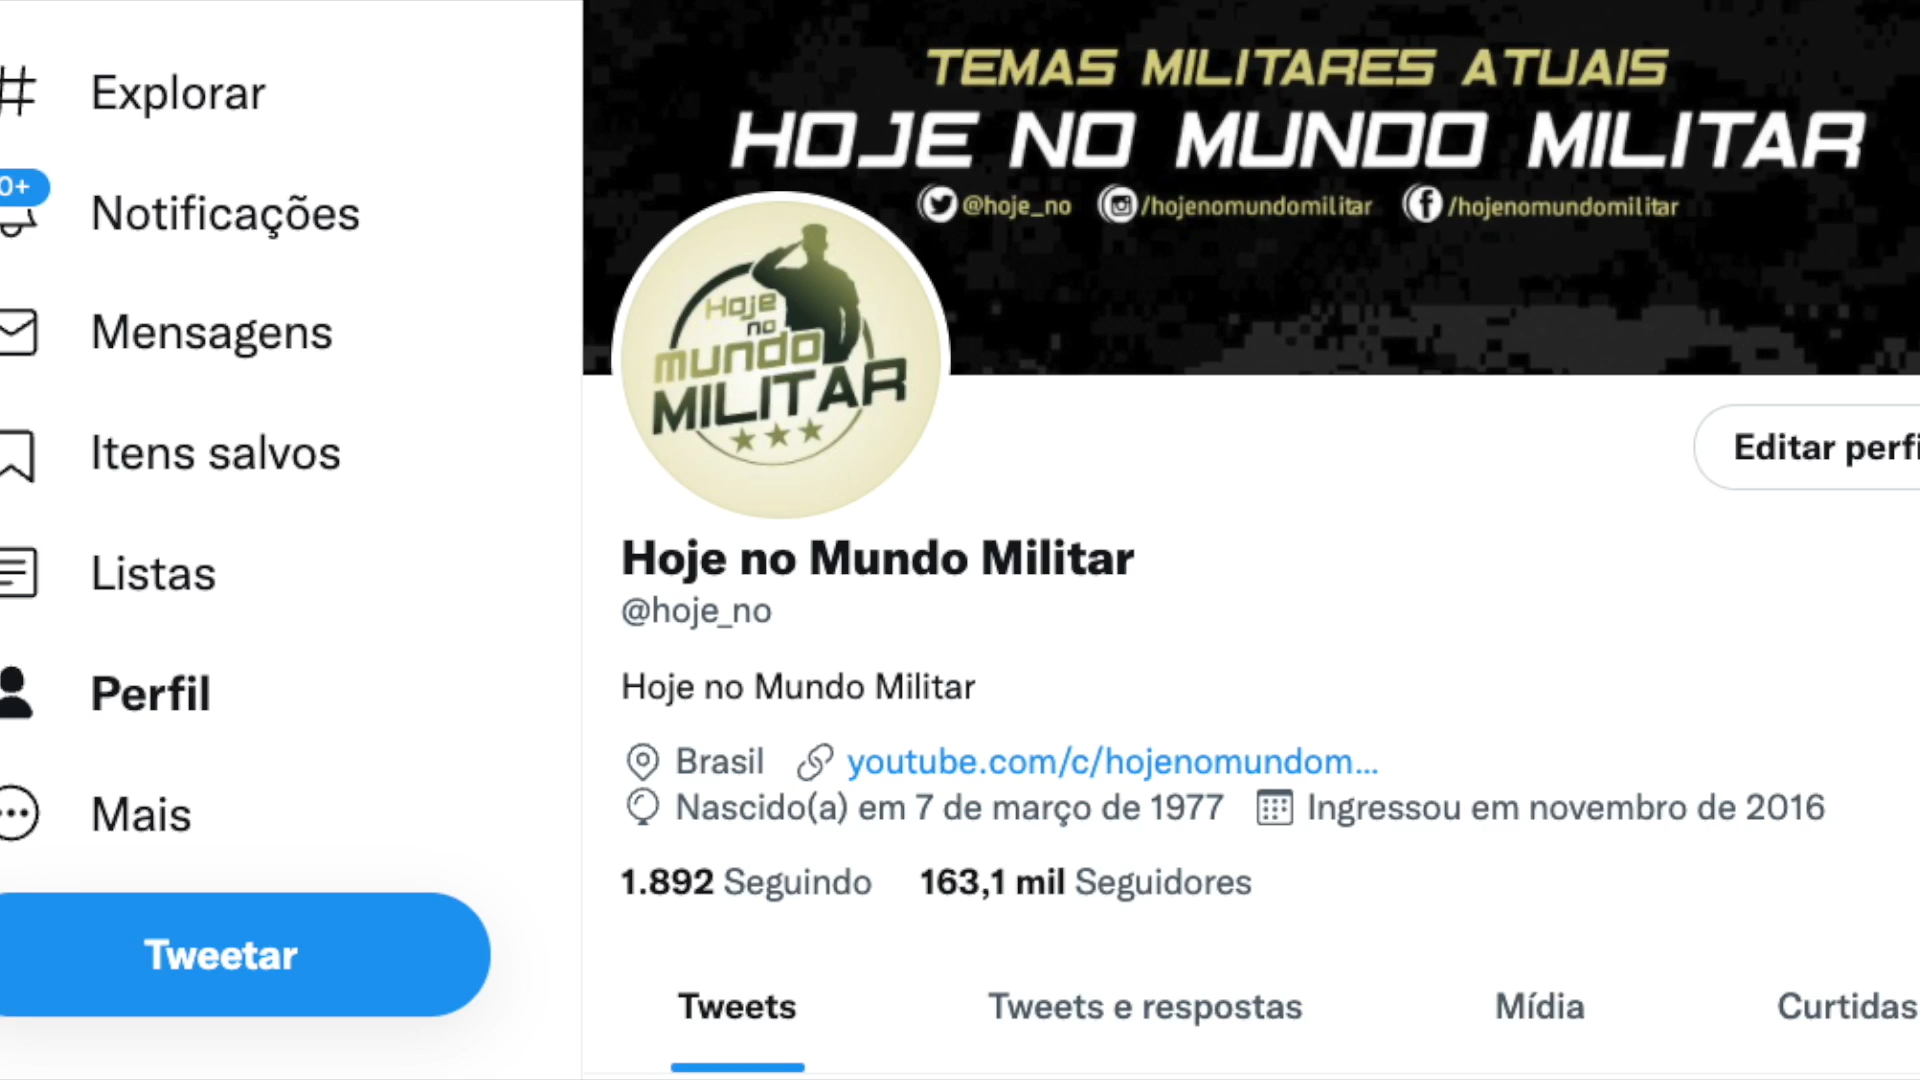 Explorar
0+
Notificações
Mensagens
Itens salvos
Listas
Perfil
Mais
Tweetar
TEMAS MILITARES ATUAIS
HOJE NO MUNDO MILITAR
@hoje_no /hojenomundomilitar /hojenomundomilitar
Hoje
no
mundo
MILITAR
Editar perfi
Hoje no Mundo Militar
@hoje_no
Hoje no Mundo Militar
Brasil youtube.com/c/hojenomundom...
Nascido(a) em 7 de março de 1977 Ingressou em novembro de 2016
1.892 Seguindo 163,1 mil Seguidores
Tweets Tweets e respostas Mídia Curtidas